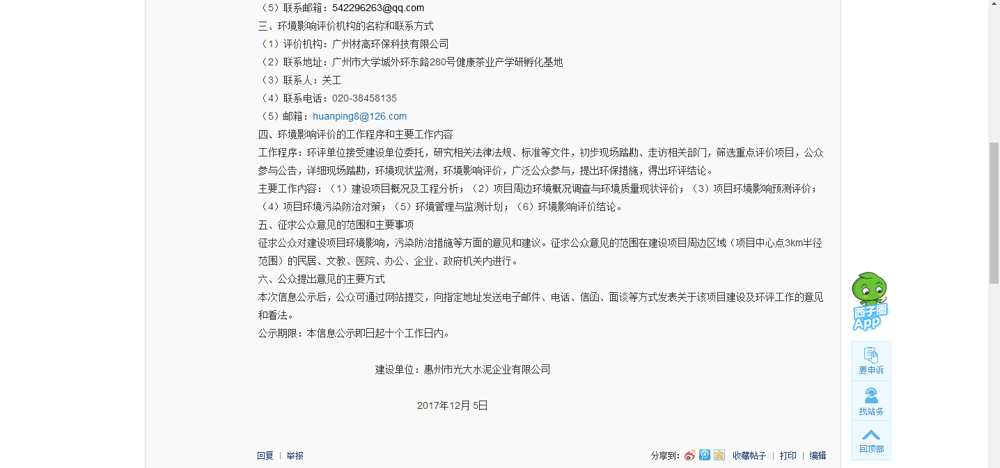 （5）联系邮箱：542296263@qq.com
三、环境影响评价机构的名称和联系方式
（1）评价机构：广州材高环保科技有限公司
（2）联系地址：广州市大学城外环东路280号健康茶业产学研孵化基地
（3）联系人：关工
（4）联系电话：020-38458135
（5）邮箱：huanping8@126.com
四、环境影响评价的工作程序和主要工作内容
工作程序：环评单位接受建设单位委托，研究相关法律法规、标准等文件，初步现场踏勘、走访相关部门，筛选重点评价项目，公众
参与公告，详细现场踏勘，环境现状监测，环境影响评价，广泛公众参与，提出环保措施，得出环评结论。
主要工作内容：（1）建设项目概况及工程分析；（2）项目周边环境概况调查与环境质量现状评价；（3）项目环境影响预测评价；
（4）项目环境污染防治对策；（5）环境管理与监测计划；（6）环境影响评价结论。
五、征求公众意见的范围和主要事项
征求公众对建设项目环境影响，污染防治措施等方面的意见和建议。征求公众意见的范围在建设项目周边区域（项目中心点3km半径
范围）的民居、文教、医院、办公、企业、政府机关内进行。
六、公众提出意见的主要方式
本次信息公示后，公众可通过网站提交，向指定地址发送电子邮件、电话、信函、面谈等方式发表关于该项目建设及环评工作的意见
和看法。
公示期限：本信息公示即日起十个工作日内。
建设单位：惠州市光大水泥企业有限公司
2017年12月 5日
回复 | 举报
分享到： 收藏帖子 | 打印 | 编辑
西子圈
App
要申诉
找站务
回顶部